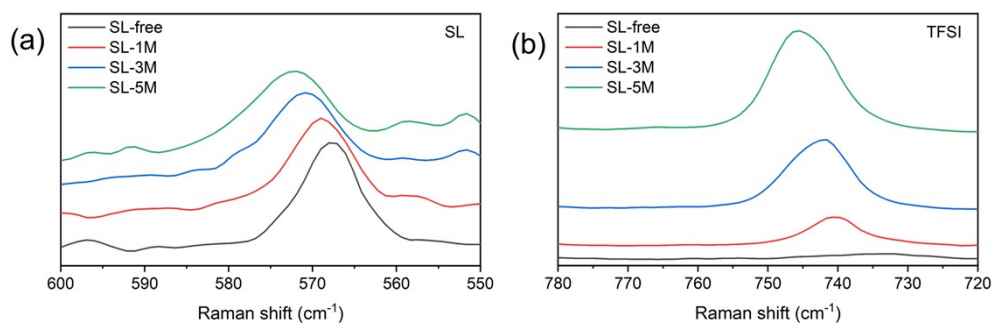 (a)
SL-free
SL-1M
SL-3M
SL-5M
SL
600 590 580 570 560 550
Raman shift (cm⁻¹)
(b)
SL-free
SL-1M
SL-3M
SL-5M
TFSI
780 770 760 750 740 730 720
Raman shift (cm⁻¹)